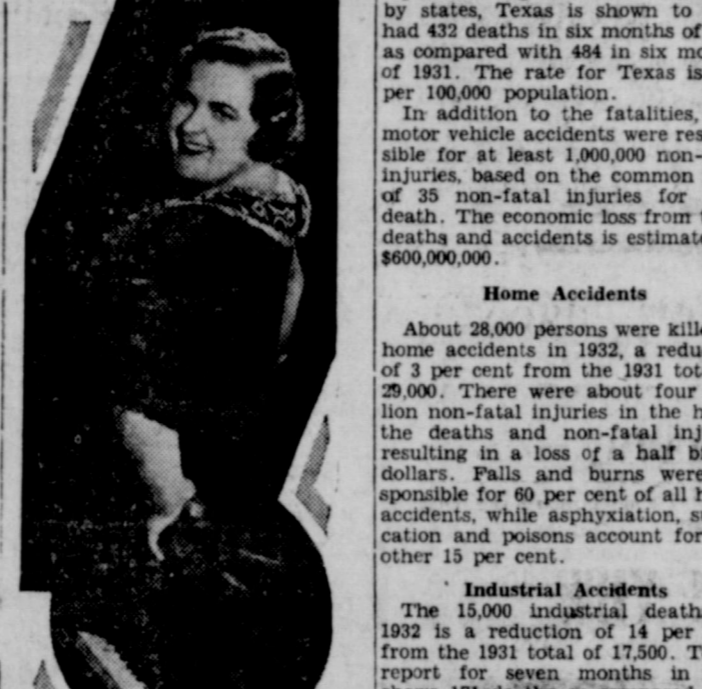 by states, Texas is shown to
had 432 deaths in six months of
as compared with 484 in six mo
of 1931. The rate for Texas is
per 100,000 population.
In addition to the fatalities,
motor vehicle accidents were res
sible for at least 1,000,000 non-
injuries, based on the common
of 35 non-fatal injuries for
death. The economic loss from
deaths and accidents is estimat
$600,000,000.
Home Accidents
About 28,000 persons were kill
home accidents in 1932, a redu
of 3 per cent from the 1931 tot
29,000. There were about four
lion non-fatal injuries in the h
the deaths and non-fatal inj
resulting in a loss of a half b
dollars. Falls and burns were
sponsible for 60 per cent of all h
accidents, while asphyxiation, s
cation and poisons account for
other 15 per cent.
Industrial Accidents
The 15,000 industrial death
1932 is a reduction of 14 per
from the 1931 total of 17,500. T
report for seven months in